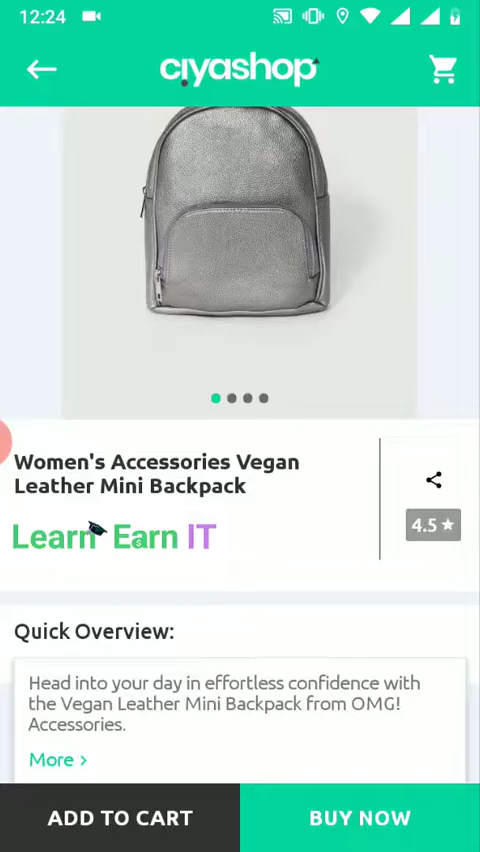 12:24
ciyashop
Women's Accessories Vegan
Leather Mini Backpack
4.5
Learn Earn IT
Quick Overview:
Head into your day in effortless confidence with
the Vegan Leather Mini Backpack from OMG!
Accessories.
More
ADD TO CART
BUY NOW